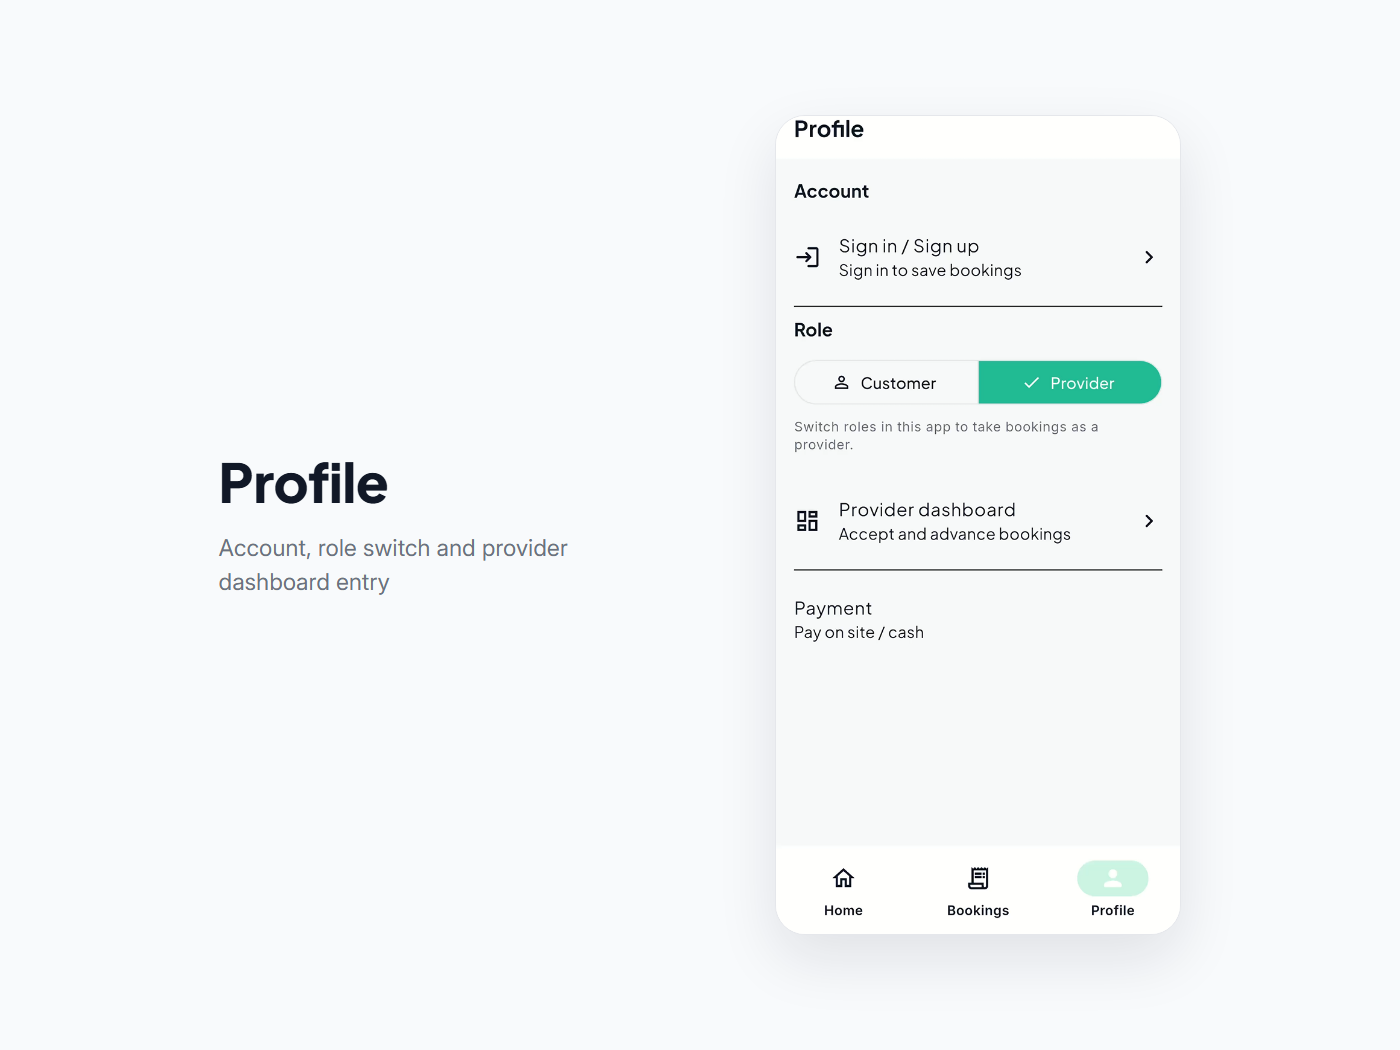 Profile
Account, role switch and provider
dashboard entry
Profile
Account
Sign in / Sign up
Sign in to save bookings
Role
Customer
Provider
Switch roles in this app to take bookings as a
provider.
Provider dashboard
Accept and advance bookings
Payment
Pay on site / cash
Home
Bookings
Profile